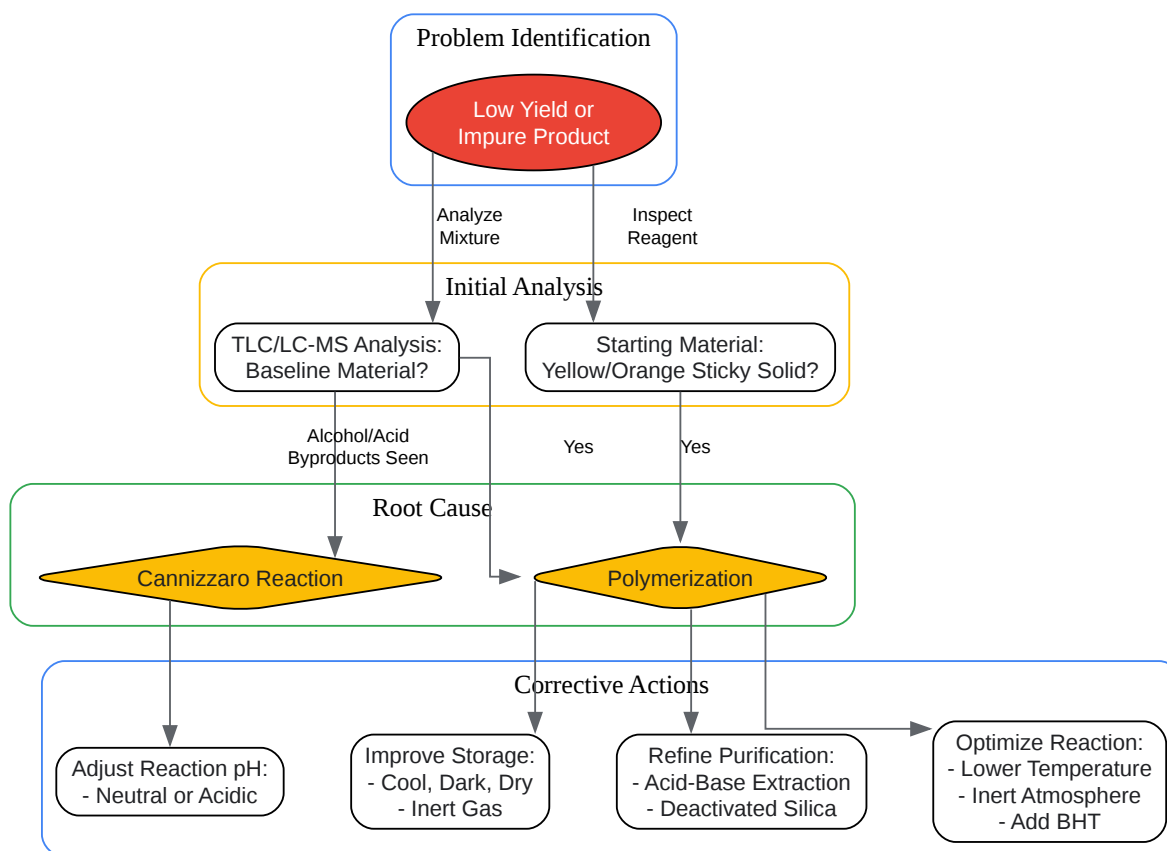 Problem Identification
Low Yield or
Impure Product
Analyze
Mixture
Inspect
Reagent
Initial Analysis
TLC/LC-MS Analysis:
Baseline Material?
Starting Material:
Yellow/Orange Sticky Solid?
Alcohol/Acid
Byproducts Seen
Yes
Yes
Root Cause
Cannizzaro Reaction
Polymerization
Corrective Actions
Adjust Reaction pH:
- Neutral or Acidic
Improve Storage:
- Cool, Dark, Dry
- Inert Gas
Refine Purification:
- Acid-Base Extraction
- Deactivated Silica
Optimize Reaction:
- Lower Temperature
- Inert Atmosphere
- Add BHT